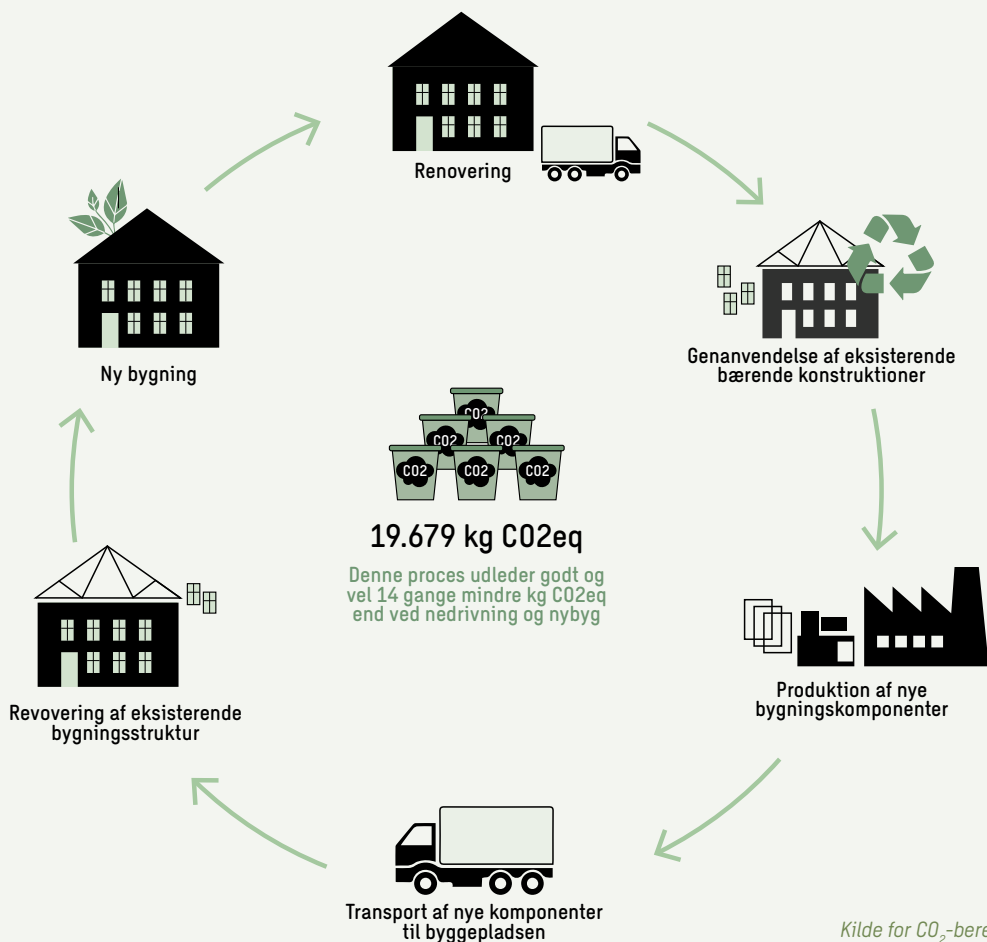 Renovering
Genanvendelse af eksisterende
bærende konstruktioner
Produktion af nye
bygningskomponenter
Transport af nye komponenter
til byggepladsen
Revovering af eksisterende
bygningsstruktur
Ny bygning
CO2
CO2
CO2
CO2
CO2
CO2
19.679 kg CO2eq
Denne proces udleder godt og
vel 14 gange mindre kg CO2eq
end ved nedrivning og nybyg
Kilde for CO₂-bere